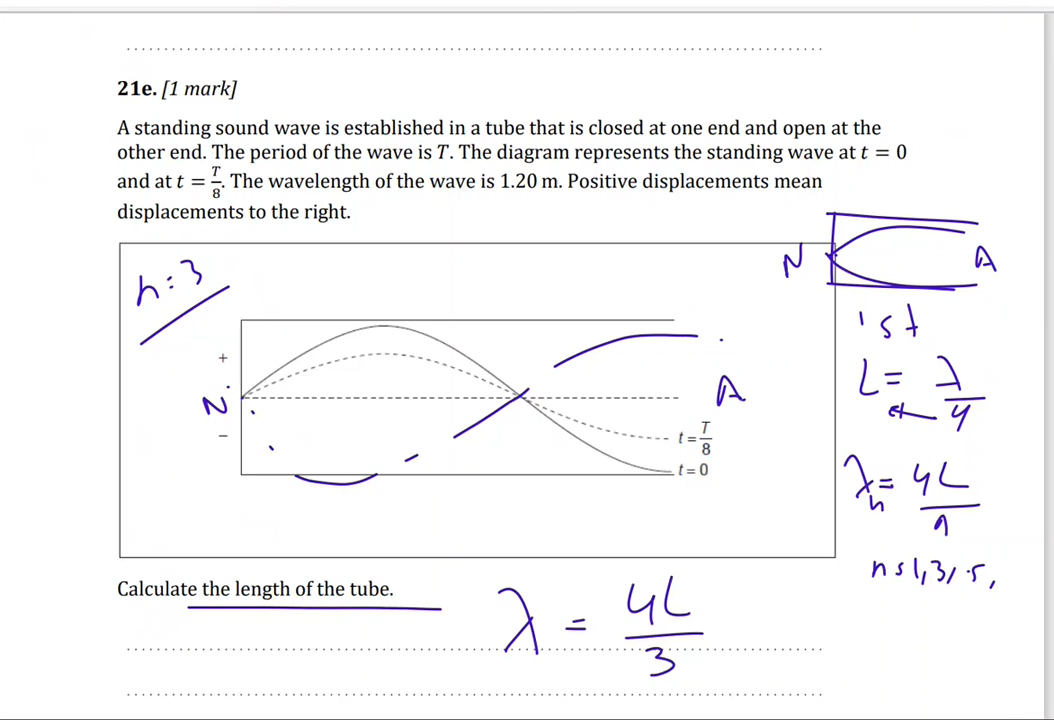 21e. [1 mark]
A standing sound wave is established in a tube that is closed at one end and open at the
other end. The period of the wave is T. The diagram represents the standing wave at t = 0
and at t = T/8. The wavelength of the wave is 1.20 m. Positive displacements mean
displacements to the right.
n = 3
N
A
1st
L = λ/4
λn = 4L/n
n = 1, 3, 5,
+
N
−
A
t = T/8
t = 0
Calculate the length of the tube.
λ = 4L/3